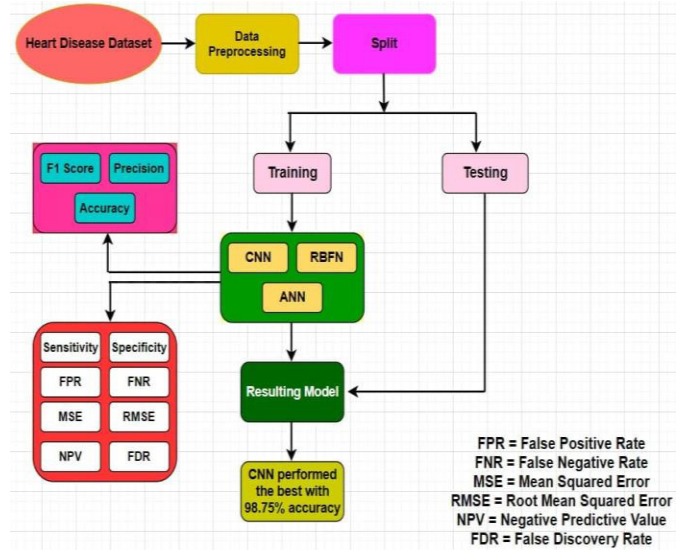 Heart Disease Dataset
Data
Preprocessing
Split
F1 Score
Precision
Accuracy
Training
Testing
CNN
RBFN
ANN
Sensitivity
Specificity
FPR
FNR
MSE
RMSE
NPV
FDR
Resulting Model
CNN performed
the best with
98.75% accuracy
FPR = False Positive Rate
FNR = False Negative Rate
MSE = Mean Squared Error
RMSE = Root Mean Squared Error
NPV = Negative Predictive Value
FDR = False Discovery Rate